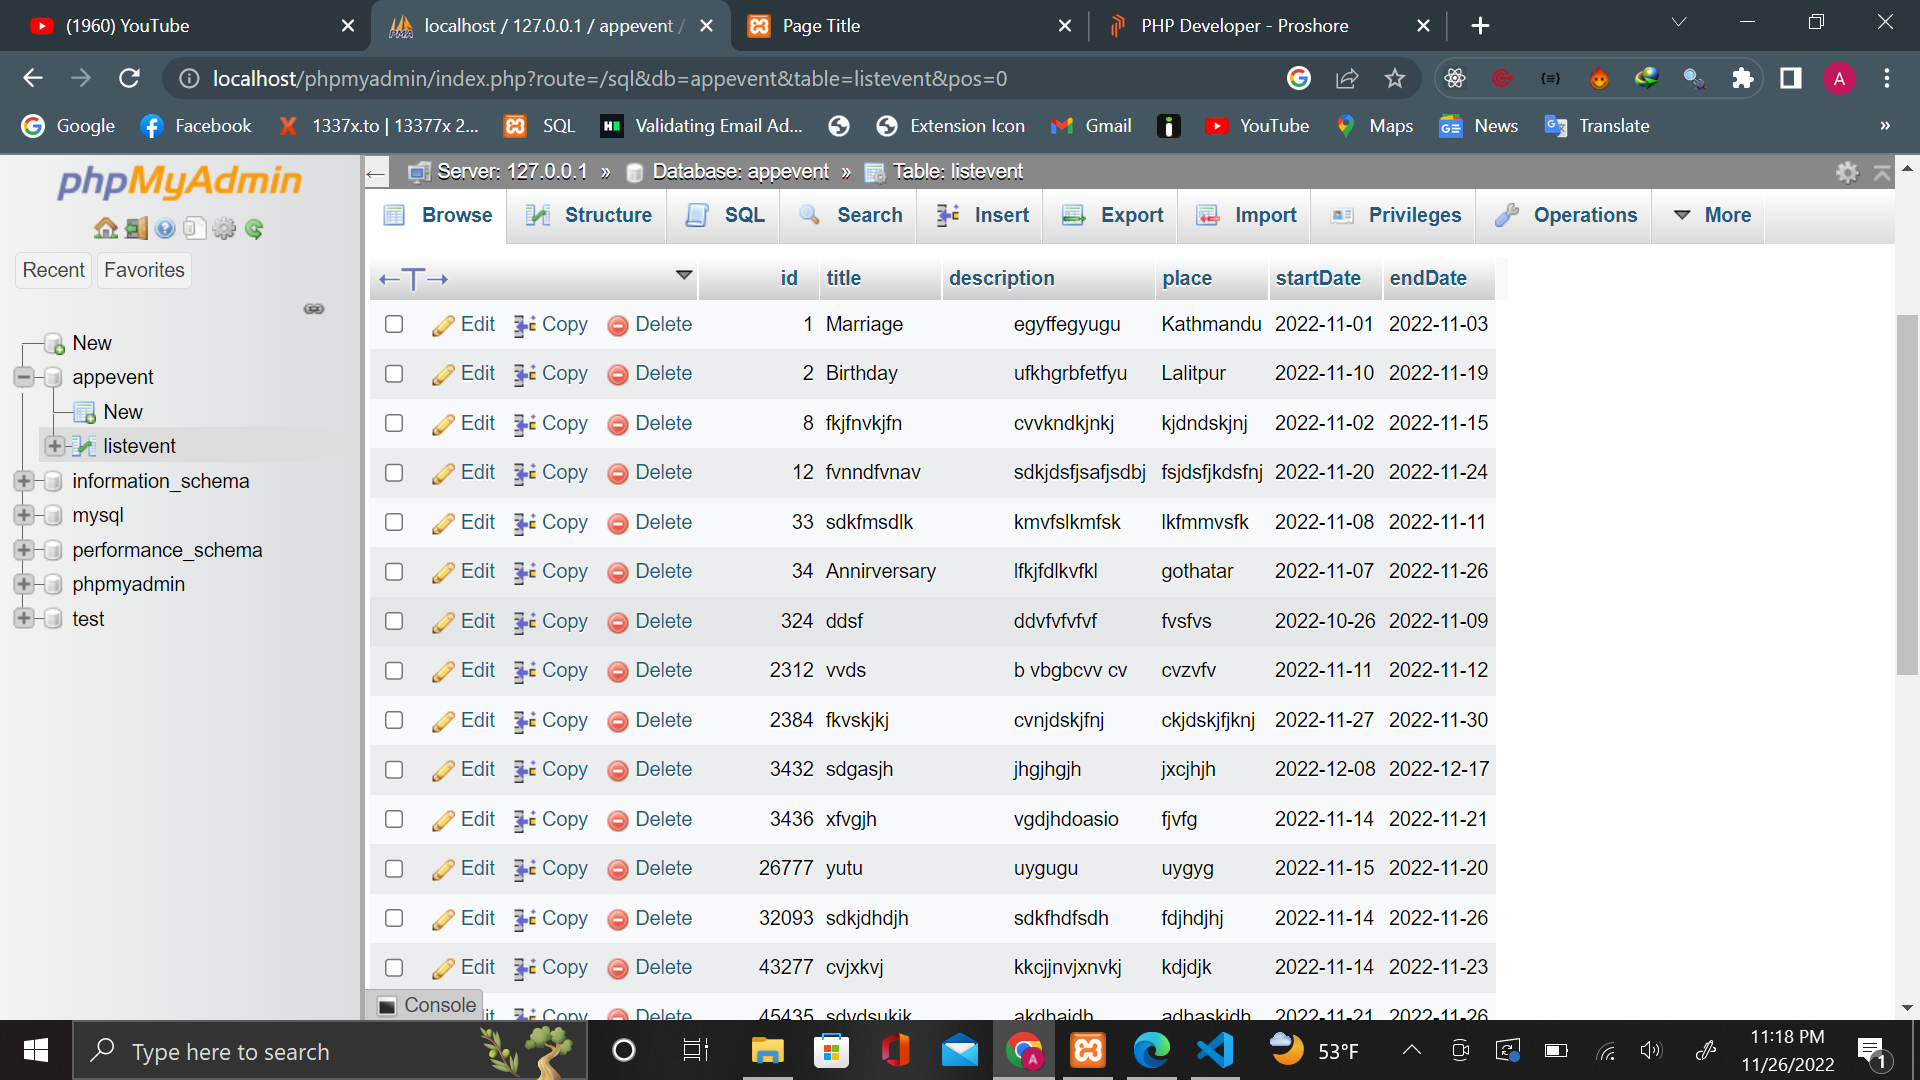 (1960) YouTube
localhost / 127.0.0.1 / appevent /
Page Title
PHP Developer - Proshore
localhost/phpmyadmin/index.php?route=/sql&db=appevent&table=listevent&pos=0
A
Google
Facebook
1337x.to | 13377x 2...
SQL
Validating Email Ad...
Extension Icon
Gmail
YouTube
Maps
News
Translate
»
phpMyAdmin
Recent
Favorites
New
appevent
New
listevent
information_schema
mysql
performance_schema
phpmyadmin
test
Server: 127.0.0.1 » Database: appevent » Table: listevent
Browse
Structure
SQL
Search
Insert
Export
Import
Privileges
Operations
More
←T→ id title description place startDate endDate
Edit Copy Delete 1 Marriage egyffegyugu Kathmandu 2022-11-01 2022-11-03
Edit Copy Delete 2 Birthday ufkhgrbfetfyu Lalitpur 2022-11-10 2022-11-19
Edit Copy Delete 8 fkjfnvkjfn cvvkndkjnkj kjdndskjnj 2022-11-02 2022-11-15
Edit Copy Delete 12 fvnndfvnav sdkjdsfjsafjsdbj fsjdsfjkdsfnj 2022-11-20 2022-11-24
Edit Copy Delete 33 sdkfmsdlk kmvfslkmfsk lkfmmvsfk 2022-11-08 2022-11-11
Edit Copy Delete 34 Annirversary lfkjfdlkvfkl gothatar 2022-11-07 2022-11-26
Edit Copy Delete 324 ddsf ddvfvfvfvf fvsfvs 2022-10-26 2022-11-09
Edit Copy Delete 2312 vvds b vbgbcvv cv cvzvfv 2022-11-11 2022-11-12
Edit Copy Delete 2384 fkvskjkj cvnjdskjfnj ckjdskjfjknj 2022-11-27 2022-11-30
Edit Copy Delete 3432 sdgasjh jhgjhgjh jxcjhjh 2022-12-08 2022-12-17
Edit Copy Delete 3436 xfvgjh vgdjhdoasio fjvfg 2022-11-14 2022-11-21
Edit Copy Delete 26777 yutu uygugu uygyg 2022-11-15 2022-11-20
Edit Copy Delete 32093 sdkjdhdjh sdkfhdfsdh fdjhdjhj 2022-11-14 2022-11-26
Edit Copy Delete 43277 cvjxkvj kkcjjnvjxnvkj kdjdjk 2022-11-14 2022-11-23
Copy Delete 45435 2022-11-21 2022-11-26
Console
Type here to search
53°F
11:18 PM
11/26/2022
1